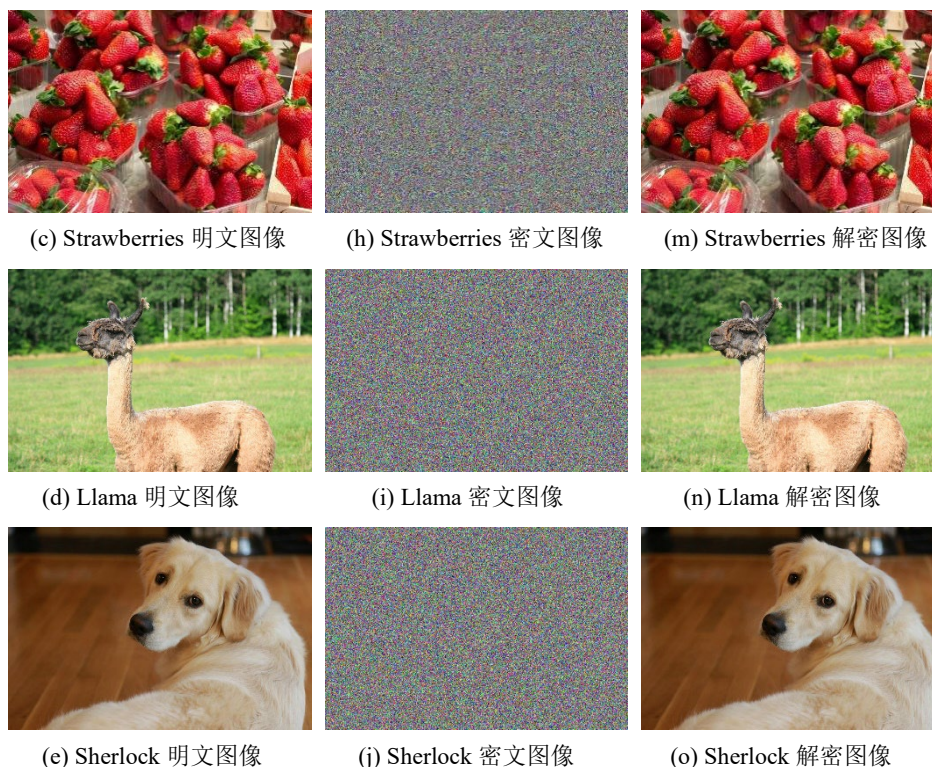 (c) Strawberries 明文图像
(h) Strawberries 密文图像
(m) Strawberries 解密图像
(d) Llama 明文图像
(i) Llama 密文图像
(n) Llama 解密图像
(e) Sherlock 明文图像
(j) Sherlock 密文图像
(o) Sherlock 解密图像